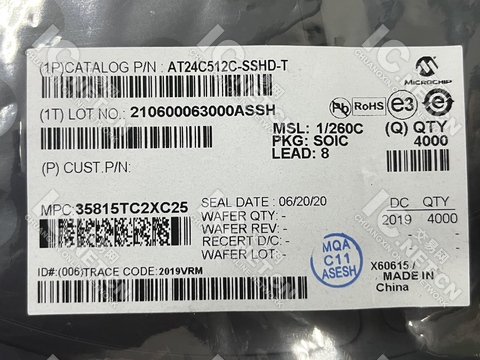 (1P)CATALOG P/N : AT24C512C-SSHD-T
MICROCHIP
(1T) LOT NO.: 210600063000ASSH
Pb RoHS e3 e
MSL: 1/260C
(Q) QTY
PKG: SOIC
4000
LEAD: 8
(P) CUST.P/N:
MPC:35815TC2XC25
SEAL DATE : 06/20/20
WAFER QTY: -
WAFER REV: -
RECERT D/C: -
WAFER LOT: -
DC QTY
2019 4000
MQA
C11
ASESH
X60615 /
MADE IN
China
ID#:(006)TRACE CODE:2019VRM